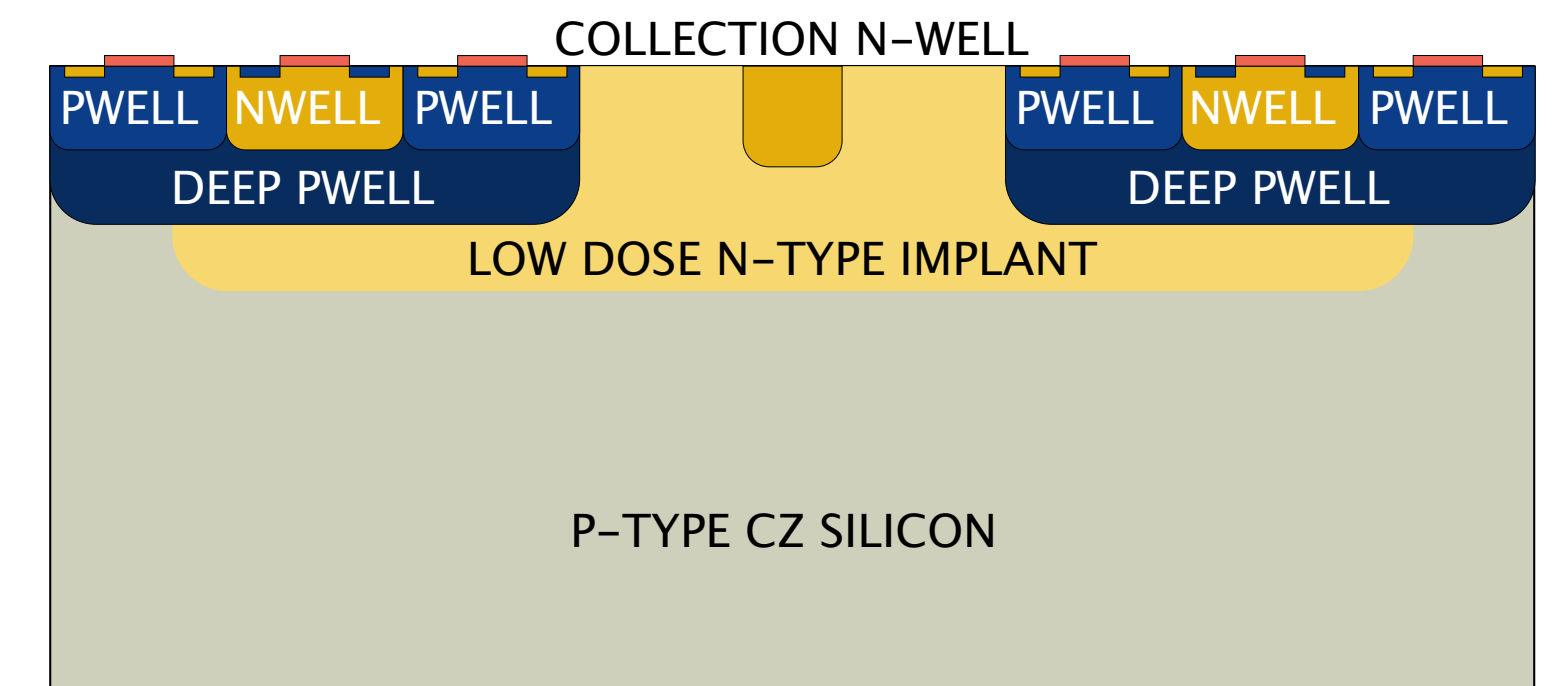 COLLECTION N–WELL
PWELL NWELL PWELL PWELL NWELL PWELL
DEEP PWELL DEEP PWELL
LOW DOSE N–TYPE IMPLANT
P–TYPE CZ SILICON